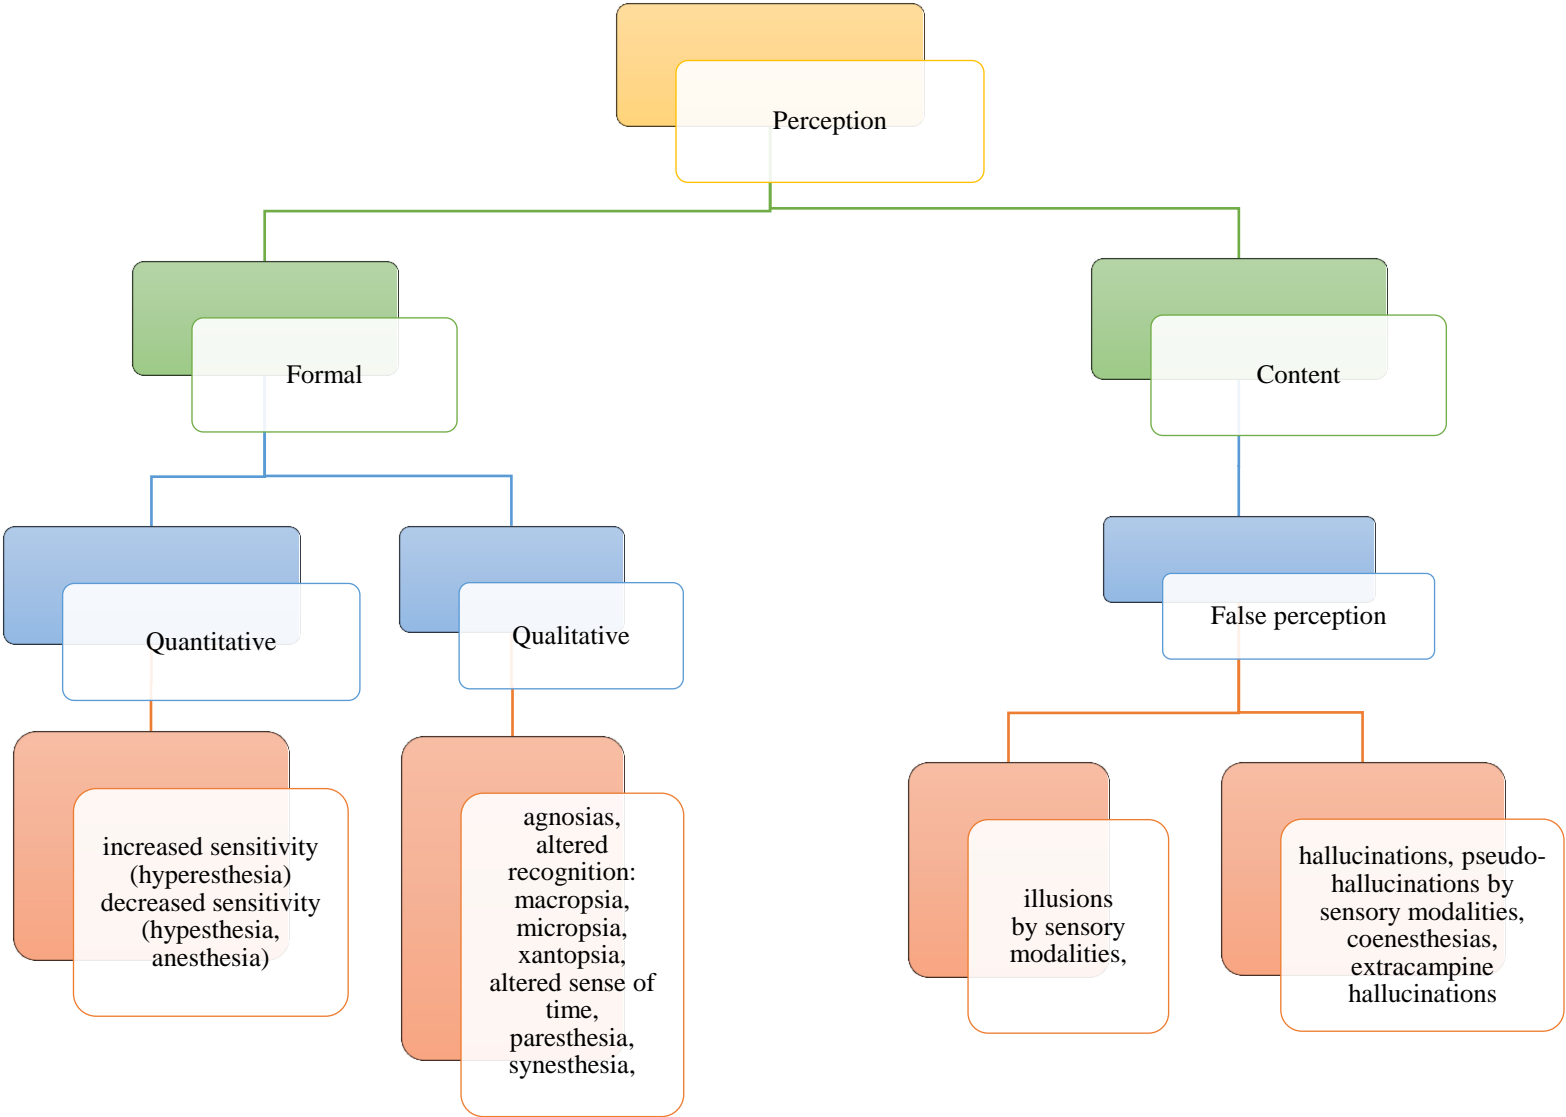 Perception
Formal
Content
Quantitative
Qualitative
False perception
increased sensitivity
(hyperesthesia)
decreased sensitivity
(hypesthesia,
anesthesia)
agnosias,
altered
recognition:
macropsia,
micropsia,
xantopsia,
altered sense of
time,
paresthesia,
synesthesia,
illusions
by sensory
modalities,
hallucinations, pseudo-
hallucinations by
sensory modalities,
coenesthesias,
extracampine
hallucinations